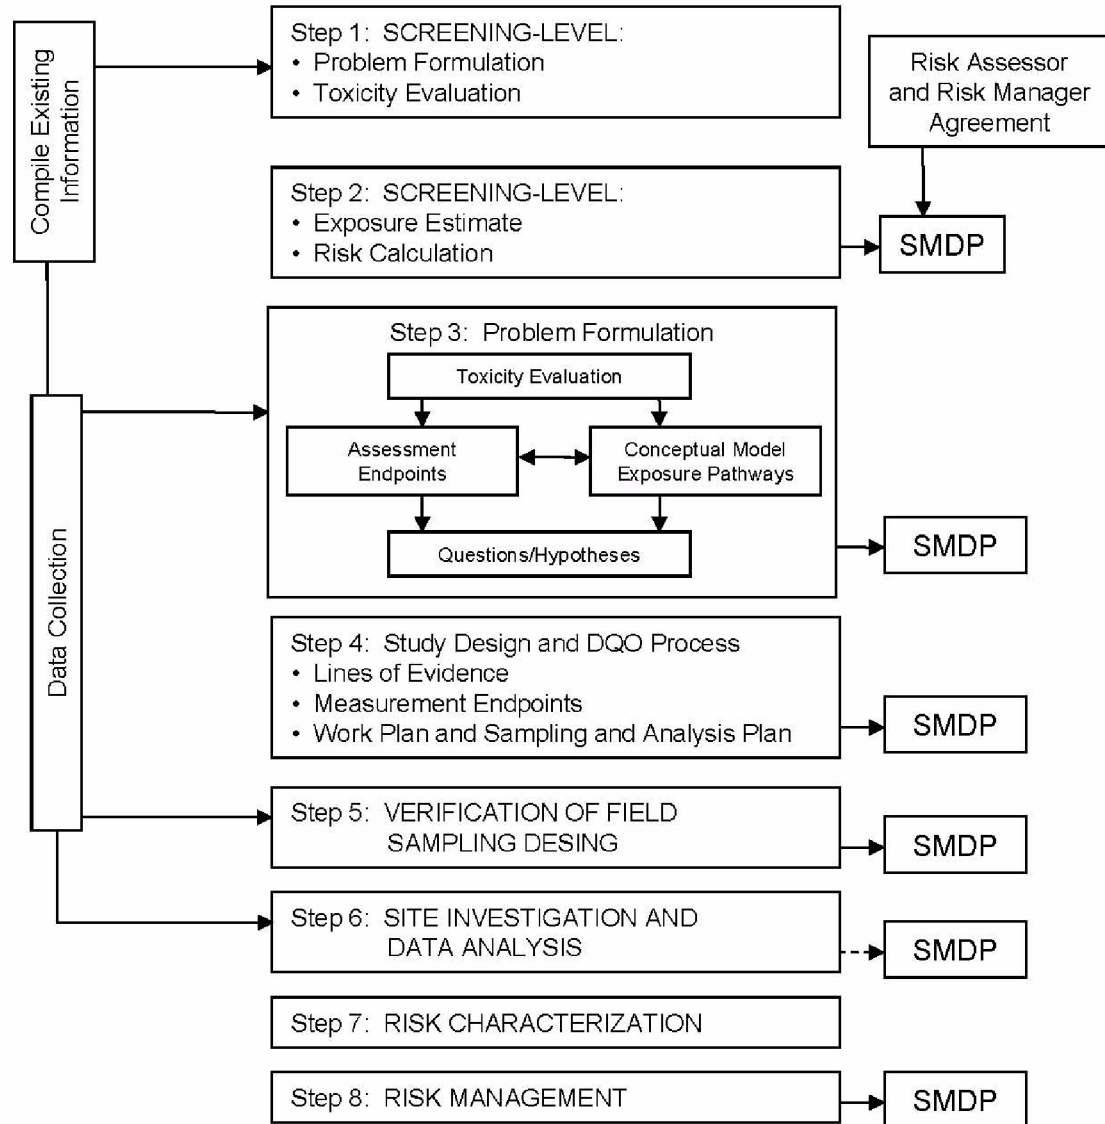 Compile Existing
Information
Step 1: SCREENING-LEVEL:
• Problem Formulation
• Toxicity Evaluation
Risk Assessor
and Risk Manager
Agreement
Step 2: SCREENING-LEVEL:
• Exposure Estimate
• Risk Calculation
SMDP
Data Collection
Step 3: Problem Formulation
Toxicity Evaluation
Assessment
Endpoints
Conceptual Model
Exposure Pathways
Questions/Hypotheses
SMDP
Step 4: Study Design and DQO Process
• Lines of Evidence
• Measurement Endpoints
• Work Plan and Sampling and Analysis Plan
SMDP
Step 5: VERIFICATION OF FIELD
SAMPLING DESING
SMDP
Step 6: SITE INVESTIGATION AND
DATA ANALYSIS
SMDP
Step 7: RISK CHARACTERIZATION
Step 8: RISK MANAGEMENT
SMDP